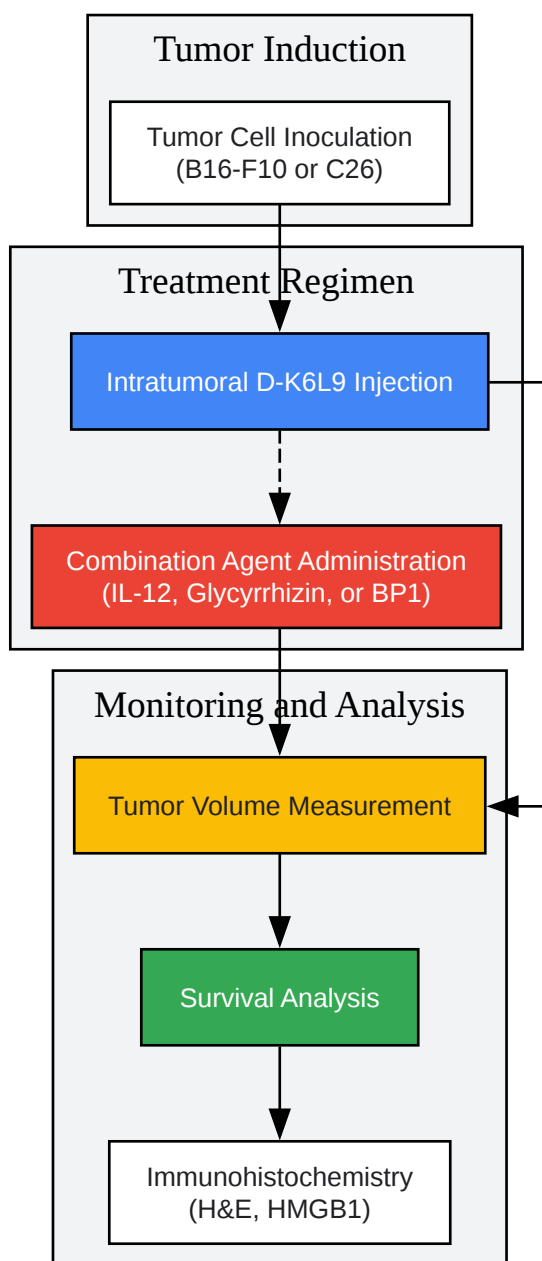 Tumor Induction
Tumor Cell Inoculation
(B16-F10 or C26)
Treatment Regimen
Intratumoral D-K6L9 Injection
Combination Agent Administration
(IL-12, Glycyrrhizin, or BP1)
Monitoring and Analysis
Tumor Volume Measurement
Survival Analysis
Immunohistochemistry
(H&E, HMGB1)